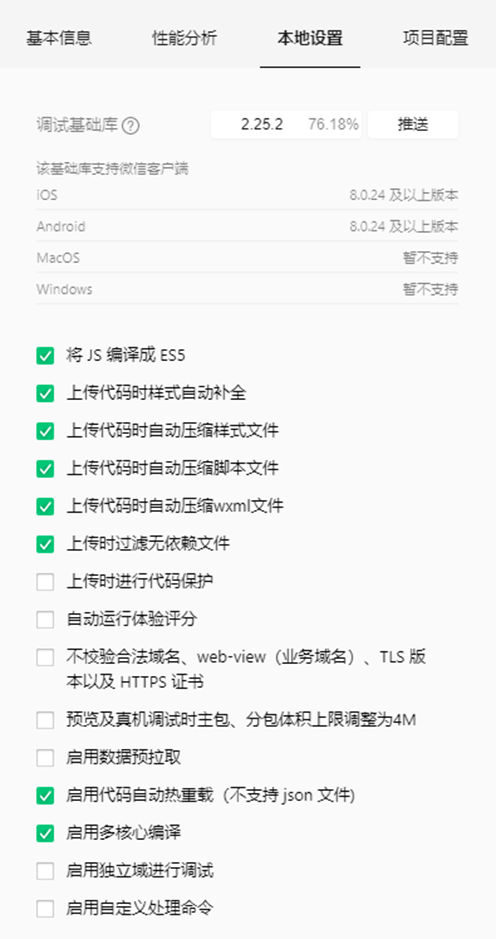 基本信息 性能分析 本地设置 项目配置
调试基础库 ? 2.25.2 76.18% 推送
该基础库支持微信客户端
iOS 8.0.24 及以上版本
Android 8.0.24 及以上版本
MacOS 暂不支持
Windows 暂不支持
将 JS 编译成 ES5
上传代码时样式自动补全
上传代码时自动压缩样式文件
上传代码时自动压缩脚本文件
上传代码时自动压缩wxml文件
上传时过滤无依赖文件
上传时进行代码保护
自动运行体验评分
不校验合法域名、web-view（业务域名）、TLS 版
本以及 HTTPS 证书
预览及真机调试时主包、分包体积上限调整为4M
启用数据预拉取
启用代码自动热重载（不支持 json 文件)
启用多核心编译
启用独立域进行调试
启用自定义处理命令